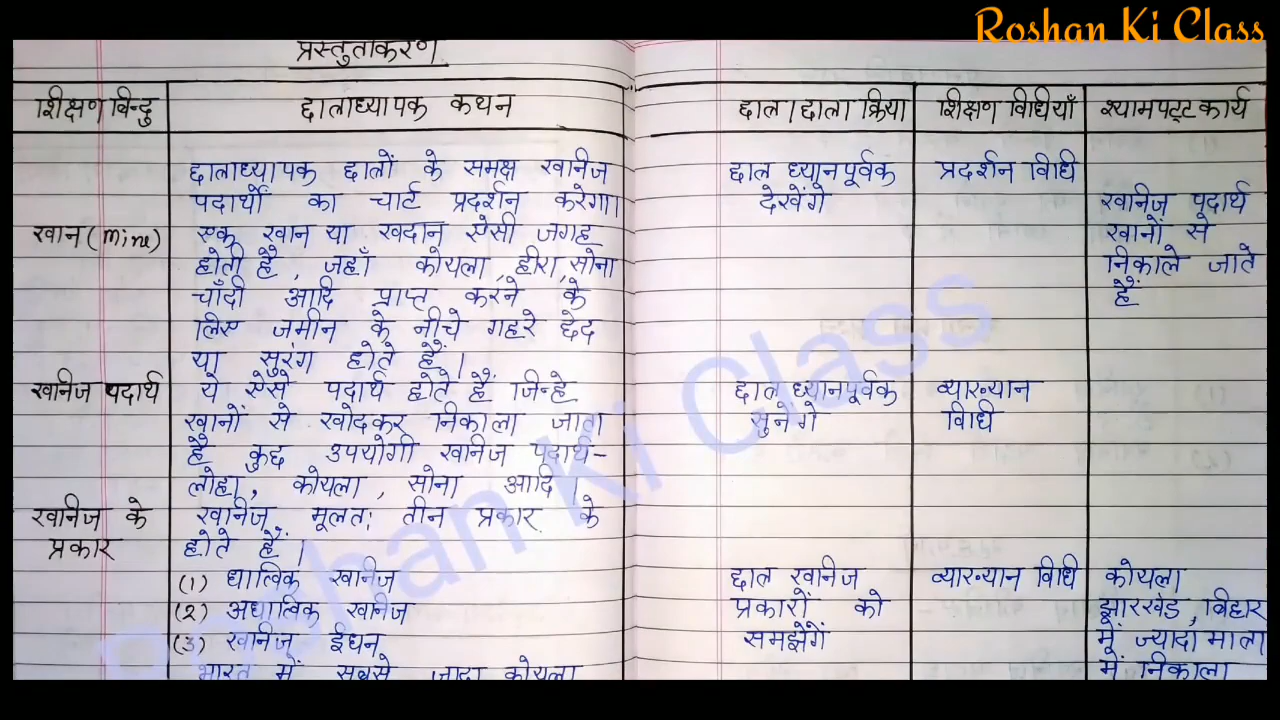 Roshan Ki Class
प्रस्तुतीकरण
शिक्षण बिन्दु
छात्राध्यापक कथन
छात्र/छात्रा क्रिया
शिक्षण विधियाँ
श्यामपट्ट कार्य
छात्राध्यापक छात्रों के समक्ष खनिज
पदार्थों का चार्ट प्रदर्शन करेगा।
छात्र ध्यानपूर्वक
देखेंगे
प्रदर्शन विधि
खनिज पदार्थ
खानों से
निकाले जाते
हैं
खान (mine)
एक खान या खदान ऐसी जगह
होती है, जहाँ कोयला, हीरा, सोना
चाँदी आदि प्राप्त करने के
लिए जमीन के नीचे गहरे छेद
या सुरंग होते हैं।
खनिज पदार्थ
ये ऐसे पदार्थ होते हैं जिन्हे
खानों से खोदकर निकाला जाता
है कुछ उपयोगी खनिज पदार्थ-
लोहा, कोयला, सोना आदि।
छात्र ध्यानपूर्वक
सुनेंगे
व्याख्यान
विधि
खनिज के
प्रकार
खनिज मूलत: तीन प्रकार के
होते हैं।
(1) धात्विक खनिज
(2) अधात्विक खनिज
(3) खनिज ईंधन
भारत में सबसे जादा कोयला
छात्र खनिज
प्रकारों को
समझेंगें
व्याख्यान विधि
कोयला
झारखंड, बिहार
में ज्यादा मात्रा
में निकाला
Roshan Ki Class